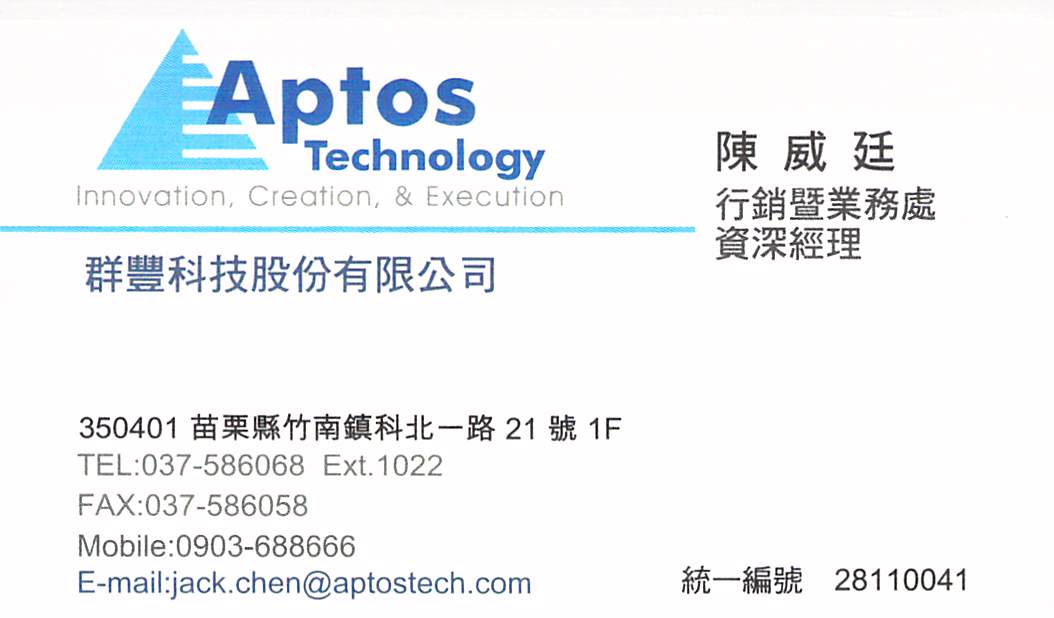 Aptos
Technology
Innovation, Creation, & Execution
群豐科技股份有限公司
陳威廷
行銷暨業務處
資深經理
350401 苗栗縣竹南鎮科北一路 21 號 1F
TEL:037-586068 Ext.1022
FAX:037-586058
Mobile:0903-688666
E-mail:jack.chen@aptostech.com
統一編號 28110041